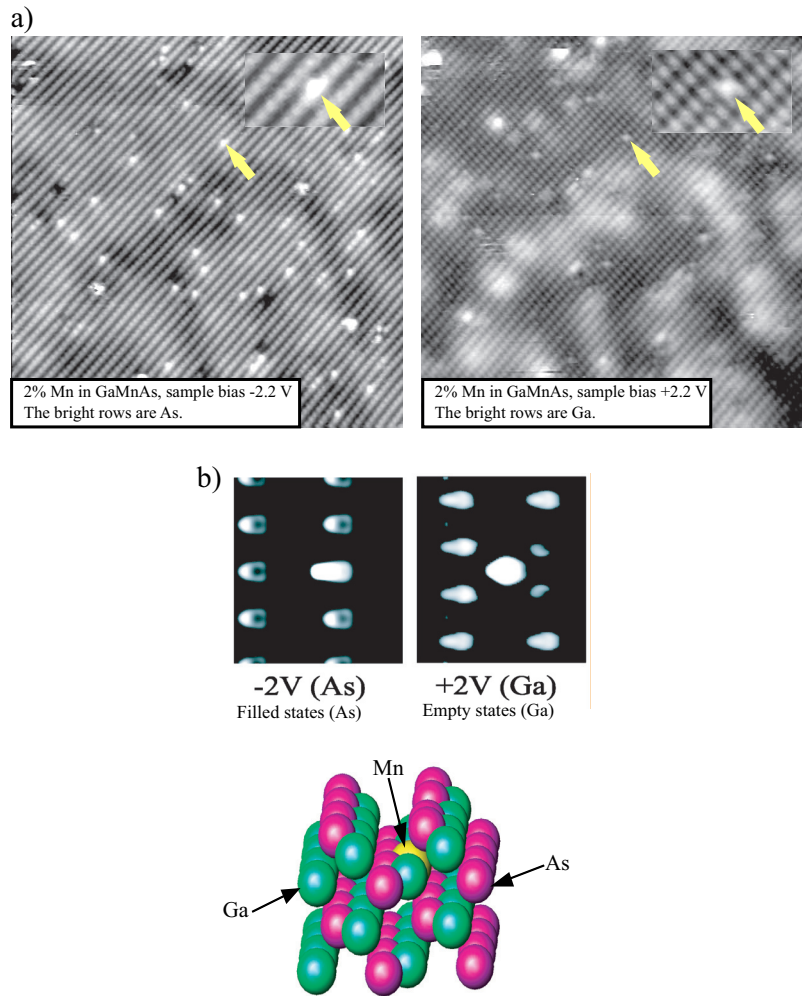 a)
2% Mn in GaMnAs, sample bias -2.2 V
The bright rows are As.
2% Mn in GaMnAs, sample bias +2.2 V
The bright rows are Ga.
b)
-2V (As)
Filled states (As)
+2V (Ga)
Empty states (Ga)
Mn
As
Ga